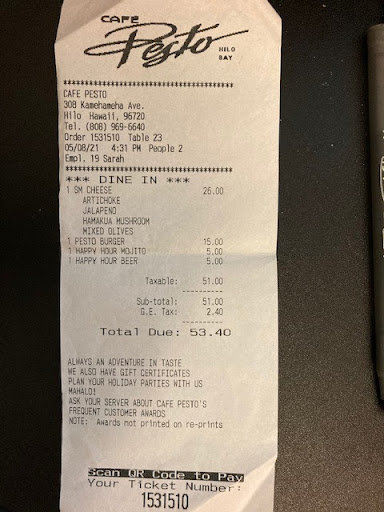 CAFE
Pesto
HILO
BAY
****************************************
CAFE PESTO
308 Kamehameha Ave.
Hilo Hawaii, 96720
Tel. (808) 969-6640
Order 1531510 Table 23
05/08/21 4:31 PM People 2
Empl. 19 Sarah
****************************************
*** DINE IN ***
1 SM CHEESE 26.00
ARTICHOKE
JALAPENO
HAMAKUA MUSHROOM
MIXED OLIVES
1 PESTO BURGER 15.00
1 HAPPY HOUR MOJITO 5.00
1 HAPPY HOUR BEER 5.00
Taxable: 51.00
----------
Sub-total: 51.00
G.E. Tax: 2.40
----------
Total Due: 53.40
ALWAYS AN ADVENTURE IN TASTE
WE ALSO HAVE GIFT CERTIFICATES
PLAN YOUR HOLIDAY PARTIES WITH US
MAHALO!
ASK YOUR SERVER ABOUT CAFE PESTO'S
FREQUENT CUSTOMER AWARDS
NOTE: Awards not printed on re-prints
Scan QR Code to Pay
Your Ticket Number:
1531510